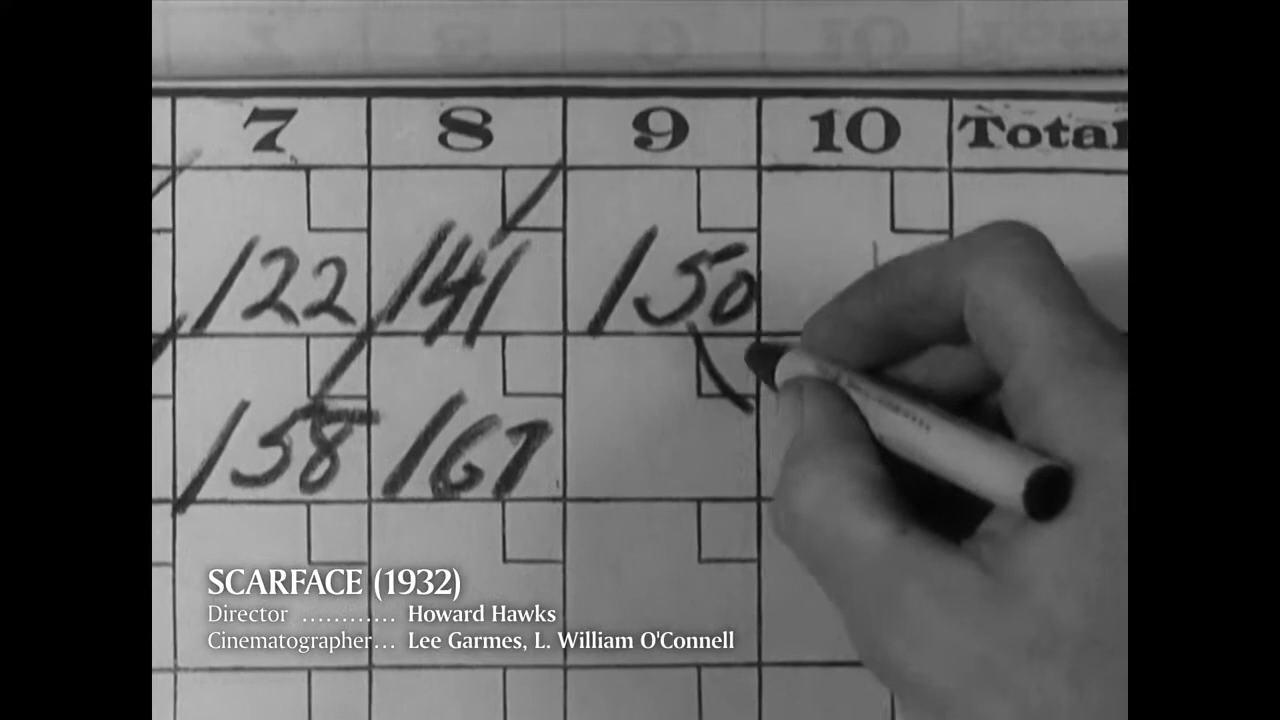 7 8 9 10 Total
122 141 150
158 167
SCARFACE (1932)
Director ............ Howard Hawks
Cinematographer... Lee Garmes, L. William O'Connell